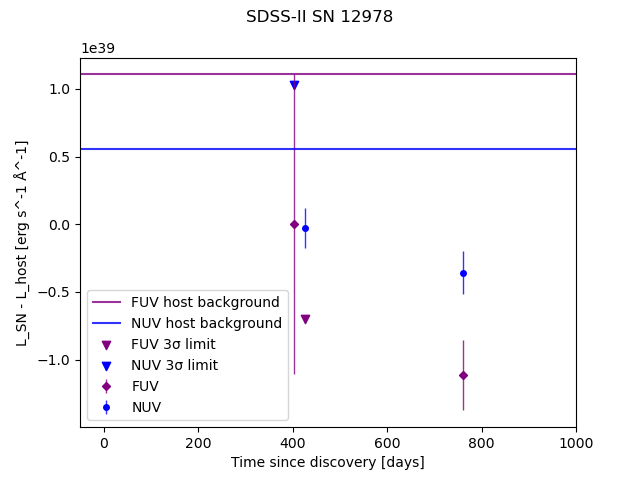 SDSS-II SN 12978
1e39
1.0
0.5
0.0
−0.5
−1.0
L_SN - L_host [erg s^-1 Å^-1]
FUV host background
NUV host background
FUV 3σ limit
NUV 3σ limit
FUV
NUV
0 200 400 600 800 1000
Time since discovery [days]